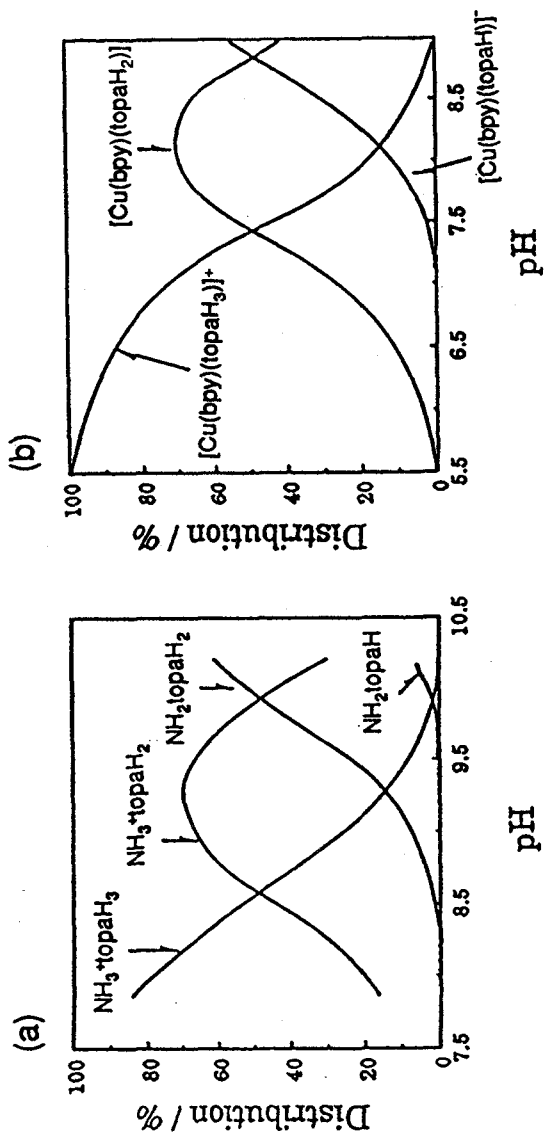 (a)
Distribution / %
100
80
60
40
20
0
NH3+topaH3
NH3+topaH2
NH2topaH2
NH2topaH
7.5
8.5
9.5
10.5
pH
(b)
Distribution / %
100
80
60
40
20
0
[Cu(bpy)(topaH3)]+
[Cu(bpy)(topaH2)]
[Cu(bpy)(topaH)]-
5.5
6.5
7.5
8.5
pH